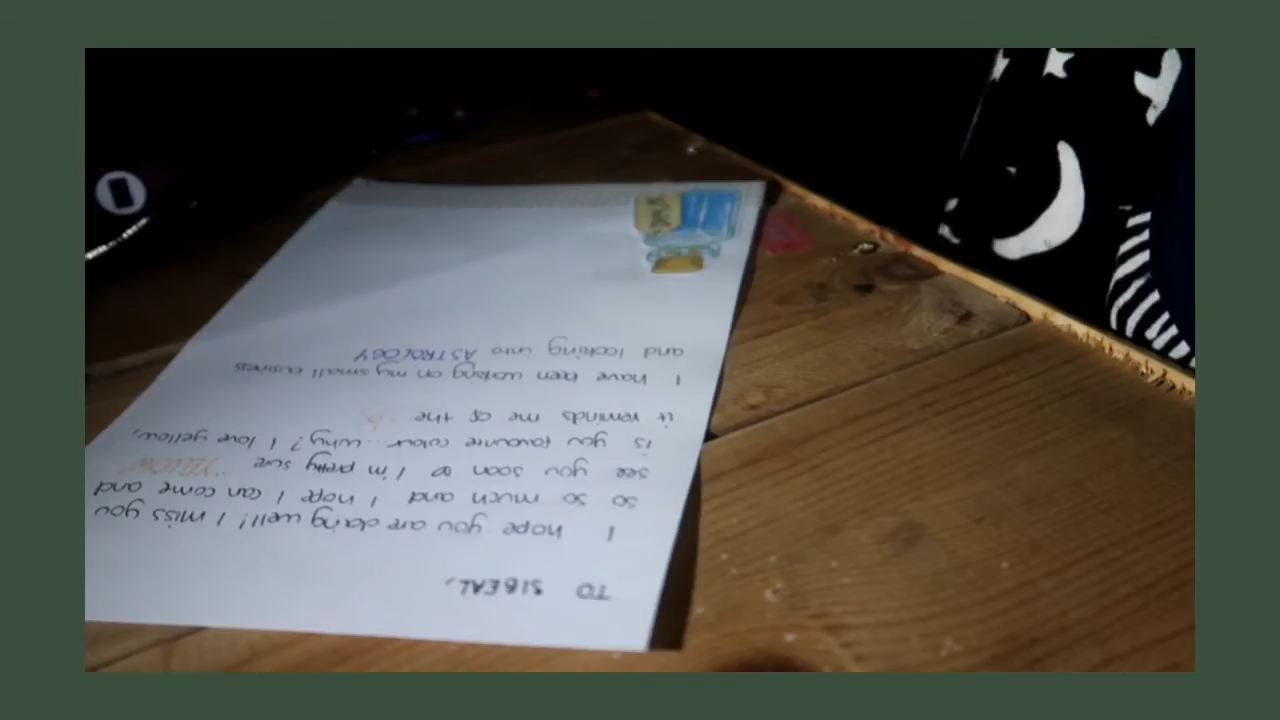 TO SIBEAL,
I hope you are doing well! I miss you
so so much and I hope I can come and
see you soon I'm pretty sure "YELLOW"
is you favourite colour... why? I love yellow,
it reminds me of the
I have been working on my small business
and looking into ASTROLOGY